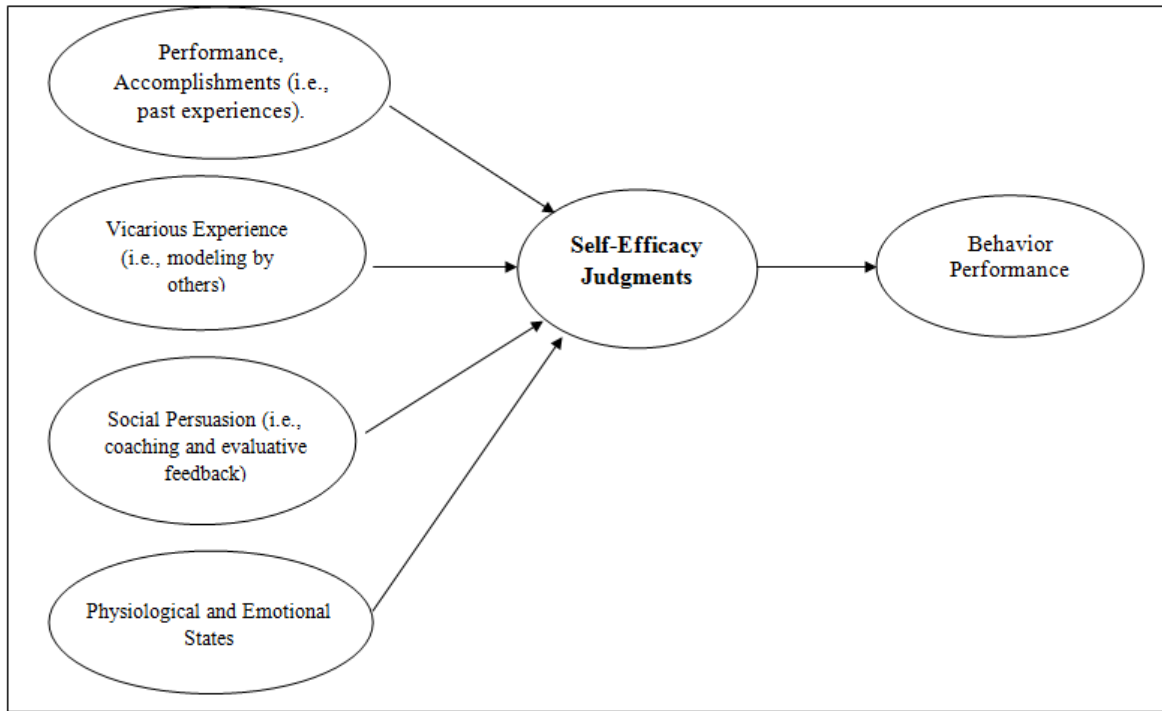 Performance,
Accomplishments (i.e.,
past experiences).
Vicarious Experience
(i.e., modeling by
others)
Social Persuasion (i.e.,
coaching and evaluative
feedback)
Physiological and Emotional
States
Self-Efficacy
Judgments
Behavior
Performance